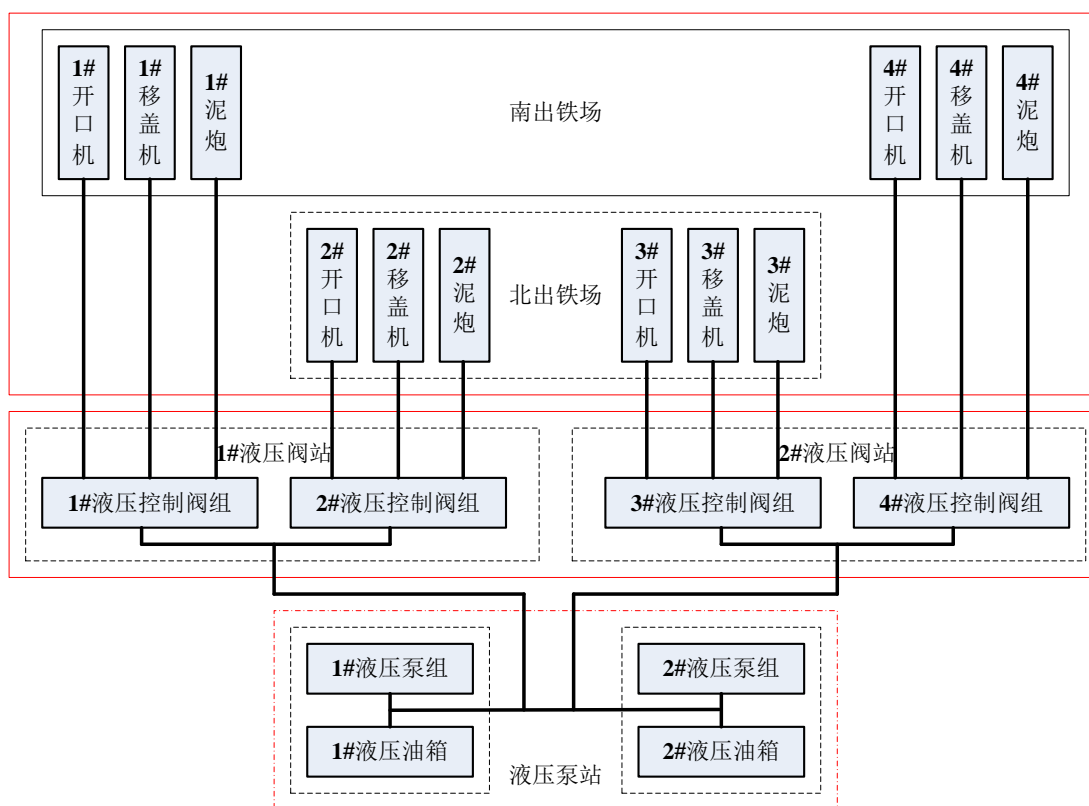 1#开口机
1#移盖机
1#泥炮
南出铁场
4#开口机
4#移盖机
4#泥炮
2#开口机
2#移盖机
2#泥炮
北出铁场
3#开口机
3#移盖机
3#泥炮
1#液压阀站
2#液压阀站
1#液压控制阀组
2#液压控制阀组
3#液压控制阀组
4#液压控制阀组
1#液压泵组
2#液压泵组
1#液压油箱
2#液压油箱
液压泵站